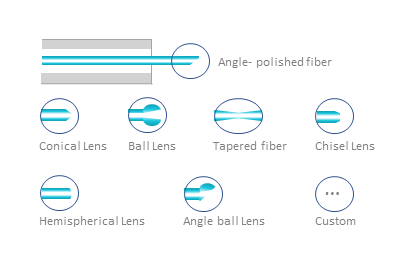 Angle- polished fiber
Conical Lens Ball Lens Tapered fiber Chisel Lens
Hemispherical Lens Angle ball Lens Custom